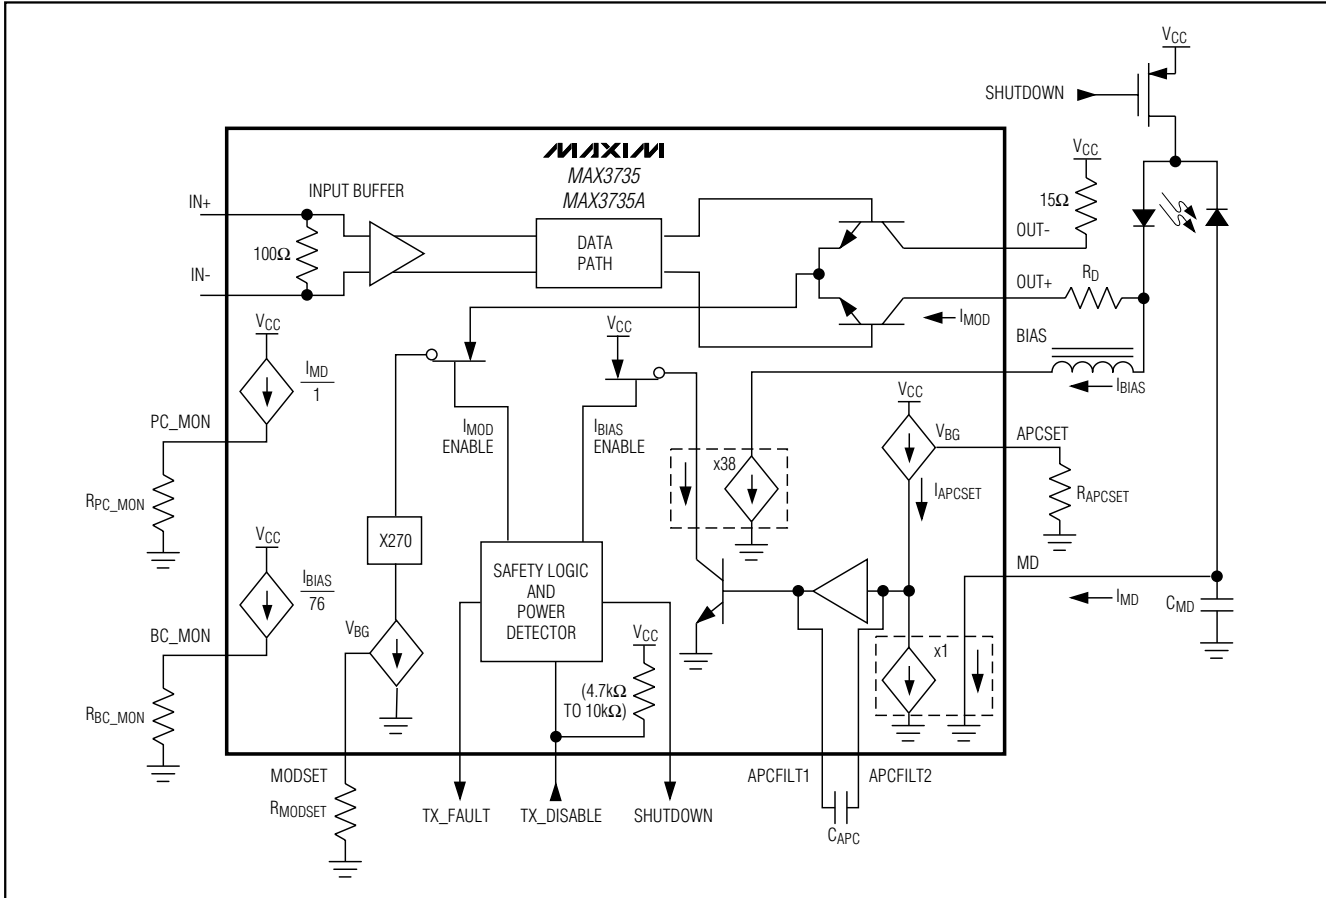 VCC
SHUTDOWN
MAXIM
MAX3735
MAX3735A
VCC
15Ω
INPUT BUFFER
IN+
100Ω
IN-
DATA
PATH
OUT-
OUT+
RD
IMOD
BIAS
IBIAS
VCC
IMD
1
PC_MON
RPC_MON
VCC
IMOD
ENABLE
IBIAS
ENABLE
x38
VCC
VBG
APCSET
IAPCSET
RAPCSET
X270
SAFETY LOGIC
AND
POWER
DETECTOR
VCC
IBIAS
76
BC_MON
RBC_MON
VBG
MD
IMD
CMD
x1
VCC
(4.7kΩ
TO 10kΩ)
MODSET
RMODSET
TX_FAULT
TX_DISABLE
SHUTDOWN
APCFILT1
APCFILT2
CAPC